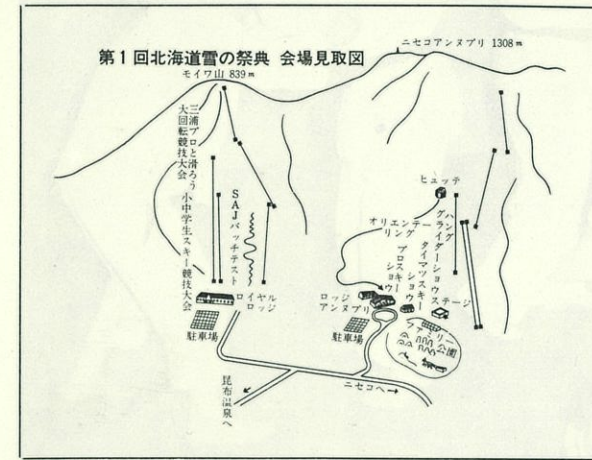 ニセコアンヌプリ 1308m
第1回北海道雪の祭典 会場見取図
モイワ山 839m
三浦プロと滑ろう
大回転競技大会
小中学生スキー競技大会
SAJバッチテスト
ロイヤル
ロッジ
駐車場
ヒュッテ
オリエンテー
リング
ハング
グライダーショウ
タイマツスキー
ショウ
プロスキー
ショウ
ステージ
ロッジ
アンヌプリ
駐車場
ファミリー
公園
昆布温泉へ
ニセコへ